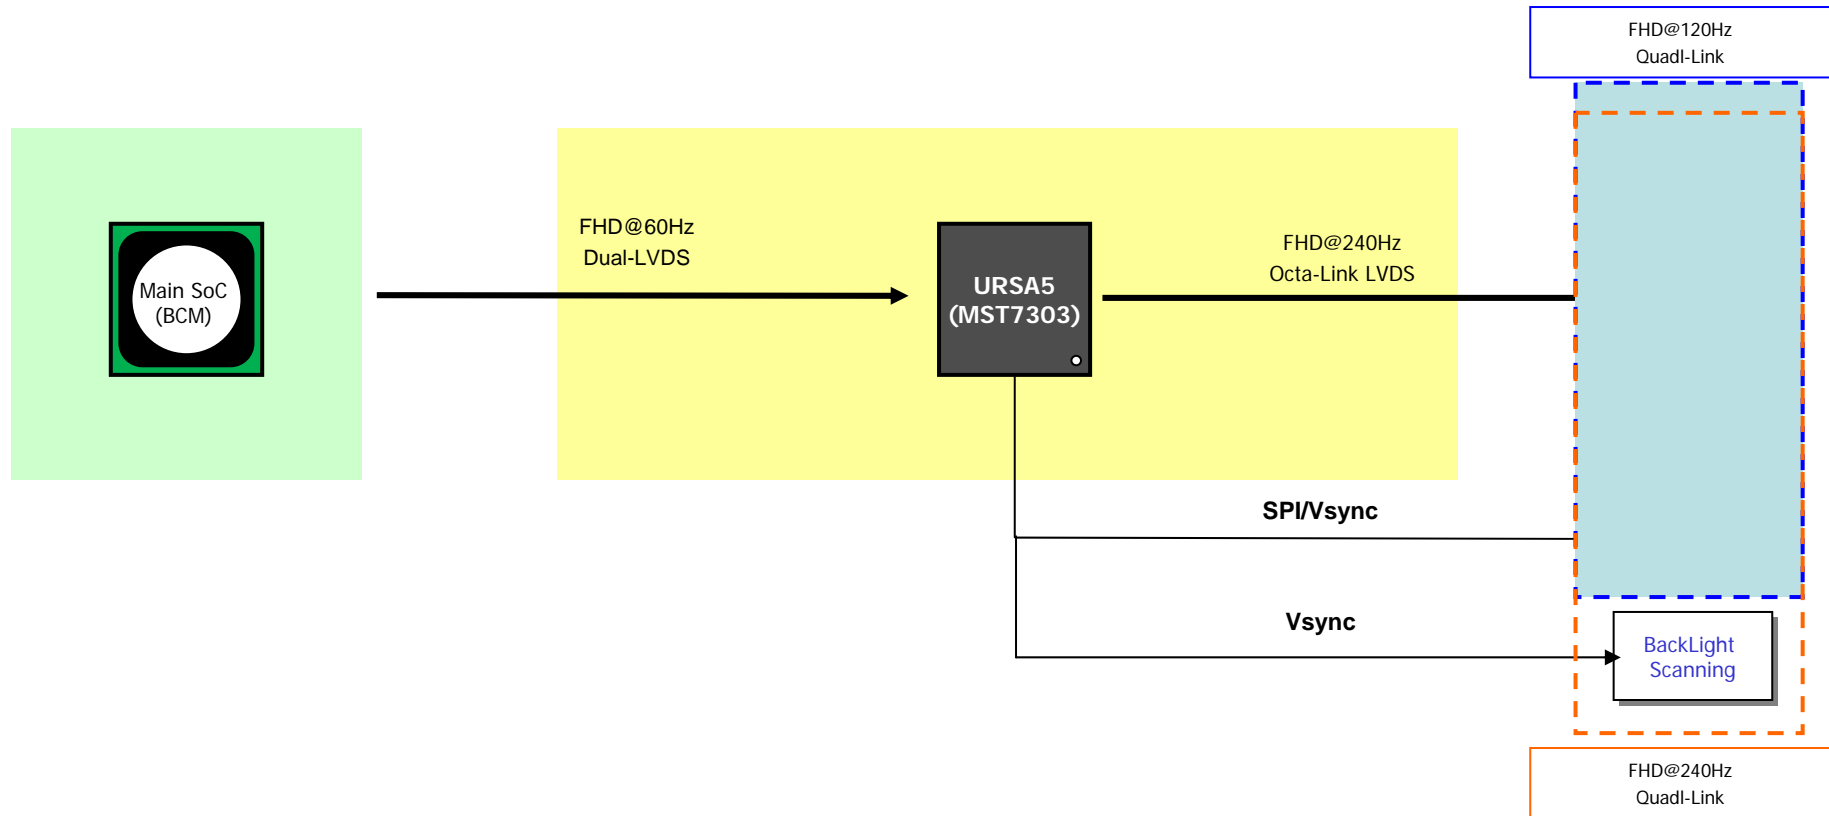 FHD@120Hz
Quadl-Link
FHD@60Hz
Dual-LVDS
Main SoC
(BCM)
URSA5
(MST7303)
FHD@240Hz
Octa-Link LVDS
SPI/Vsync
Vsync
BackLight
Scanning
FHD@240Hz
Quadl-Link